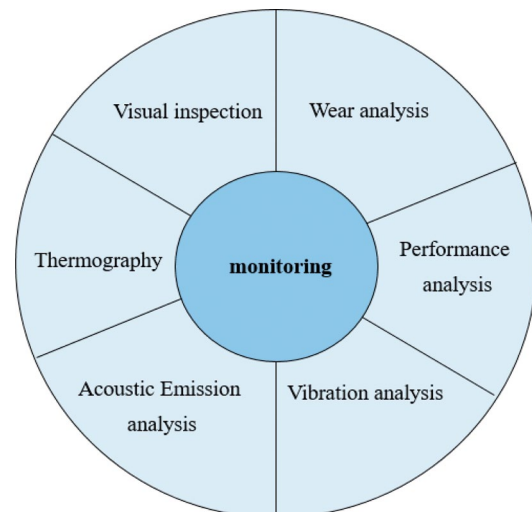 Visual inspection
Wear analysis
Thermography
monitoring
Performance
analysis
Acoustic Emission
analysis
Vibration analysis